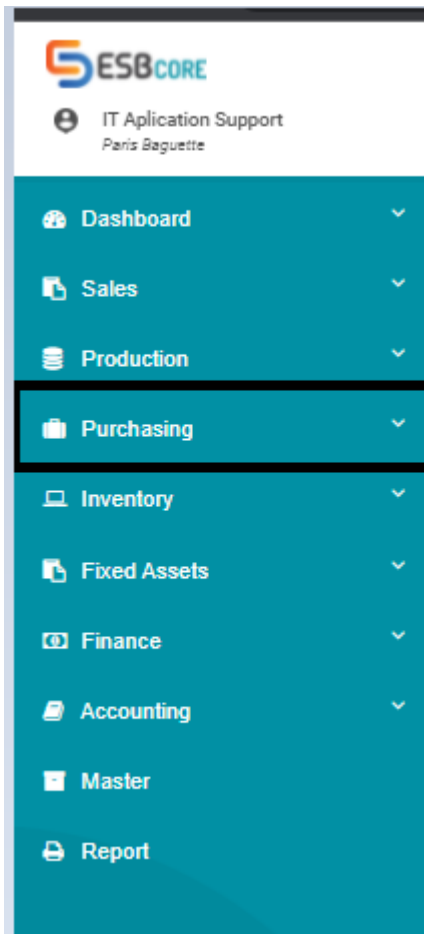 ESBCORE
IT Aplication Support
Paris Baguette
Dashboard
Sales
Production
Purchasing
Inventory
Fixed Assets
Finance
Accounting
Master
Report